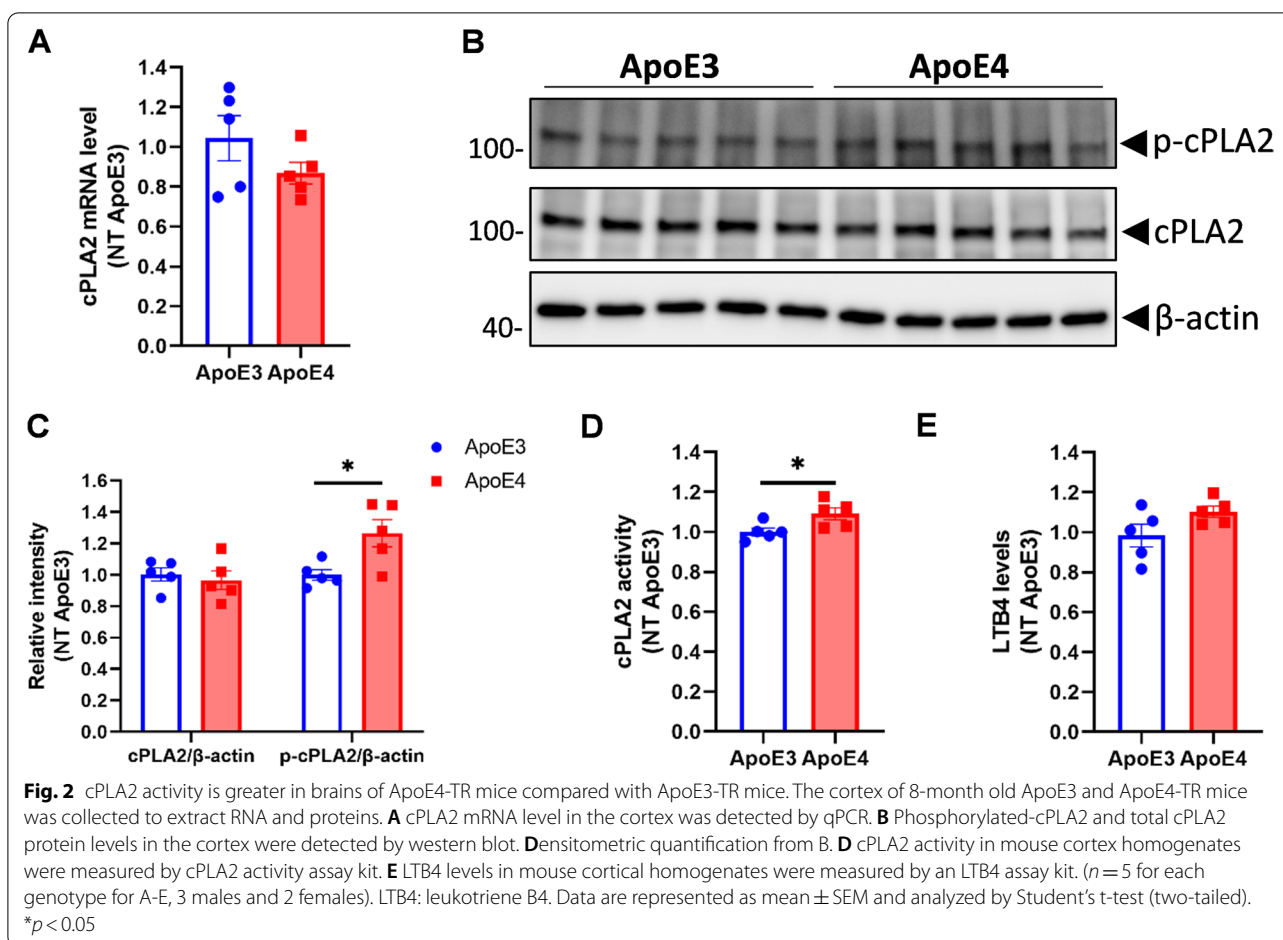 A
cPLA2 mRNA level
(NT ApoE3)
1.4
1.2
1.0
0.8
0.6
0.4
0.2
0.0
ApoE3 ApoE4
B
ApoE3 ApoE4
100-
p-cPLA2
100-
cPLA2
40-
β-actin
C
Relative intensity
(NT ApoE3)
1.6
1.4
1.2
1.0
0.8
0.6
0.4
0.2
0.0
*
ApoE3
ApoE4
cPLA2/β-actin p-cPLA2/β-actin
D
cPLA2 activity
(NT ApoE3)
1.4
1.2
1.0
0.8
0.6
0.4
0.2
0.0
*
ApoE3 ApoE4
E
LTB4 levels
(NT ApoE3)
1.4
1.2
1.0
0.8
0.6
0.4
0.2
0.0
ApoE3 ApoE4
Fig. 2 cPLA2 activity is greater in brains of ApoE4-TR mice compared with ApoE3-TR mice. The cortex of 8-month old ApoE3 and ApoE4-TR mice
was collected to extract RNA and proteins. A cPLA2 mRNA level in the cortex was detected by qPCR. B Phosphorylated-cPLA2 and total cPLA2
protein levels in the cortex were detected by western blot. Densitometric quantification from B. D cPLA2 activity in mouse cortex homogenates
were measured by cPLA2 activity assay kit. E LTB4 levels in mouse cortical homogenates were measured by an LTB4 assay kit. (n = 5 for each
genotype for A-E, 3 males and 2 females). LTB4: leukotriene B4. Data are represented as mean ± SEM and analyzed by Student's t-test (two-tailed).
*p < 0.05